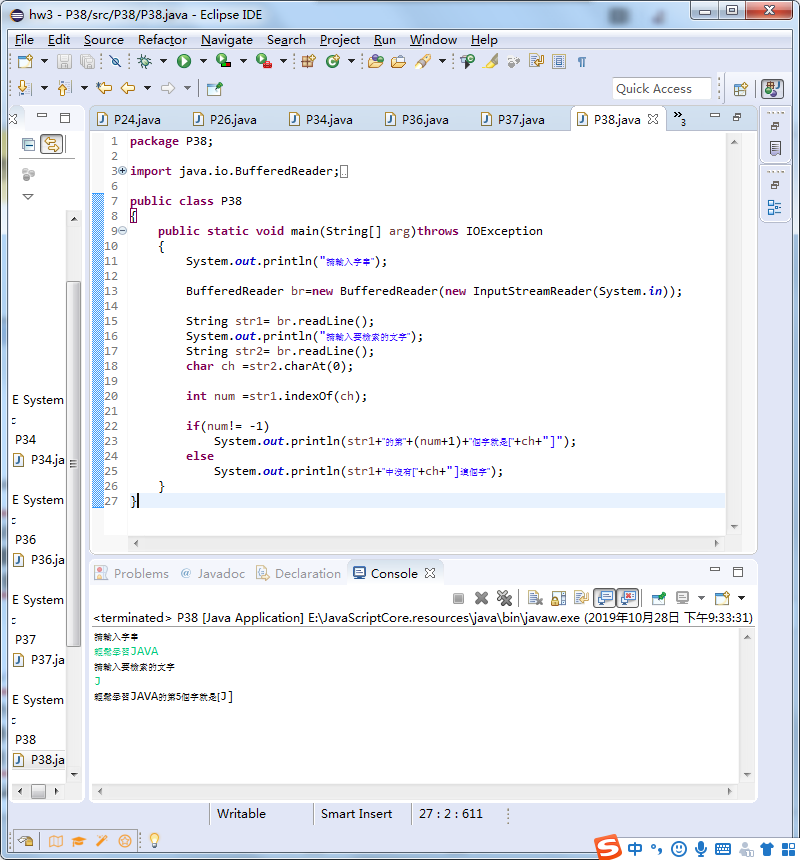 hw3 - P38/src/P38/P38.java - Eclipse IDE
File Edit Source Refactor Navigate Search Project Run Window Help
Quick Access
P24.java P26.java P34.java P36.java P37.java P38.java »3
1 package P38;
2
3 import java.io.BufferedReader;
6
7 public class P38
8 {
9 public static void main(String[] arg)throws IOException
10 {
11 System.out.println("請輸入字串");
12
13 BufferedReader br=new BufferedReader(new InputStreamReader(System.in));
14
15 String str1= br.readLine();
16 System.out.println("請輸入要檢索的文字");
17 String str2= br.readLine();
18 char ch =str2.charAt(0);
19
20 int num =str1.indexOf(ch);
21
22 if(num!= -1)
23 System.out.println(str1+"的第"+(num+1)+"個字就是["+ch+"]");
24 else
25 System.out.println(str1+"中沒有["+ch+"]這個字");
26 }
27 }
E System
c
P34
P34.ja
E System
c
P36
P36.ja
E System
c
P37
P37.ja
E System
c
P38
P38.ja
Problems @ Javadoc Declaration Console
<terminated> P38 [Java Application] E:\JavaScriptCore.resources\java\bin\javaw.exe (2019年10月28日 下午9:33:31)
請輸入字串
輕鬆學習JAVA
請輸入要檢索的文字
J
輕鬆學習JAVA的第5個字就是[J]
Writable Smart Insert 27 : 2 : 611
S 中